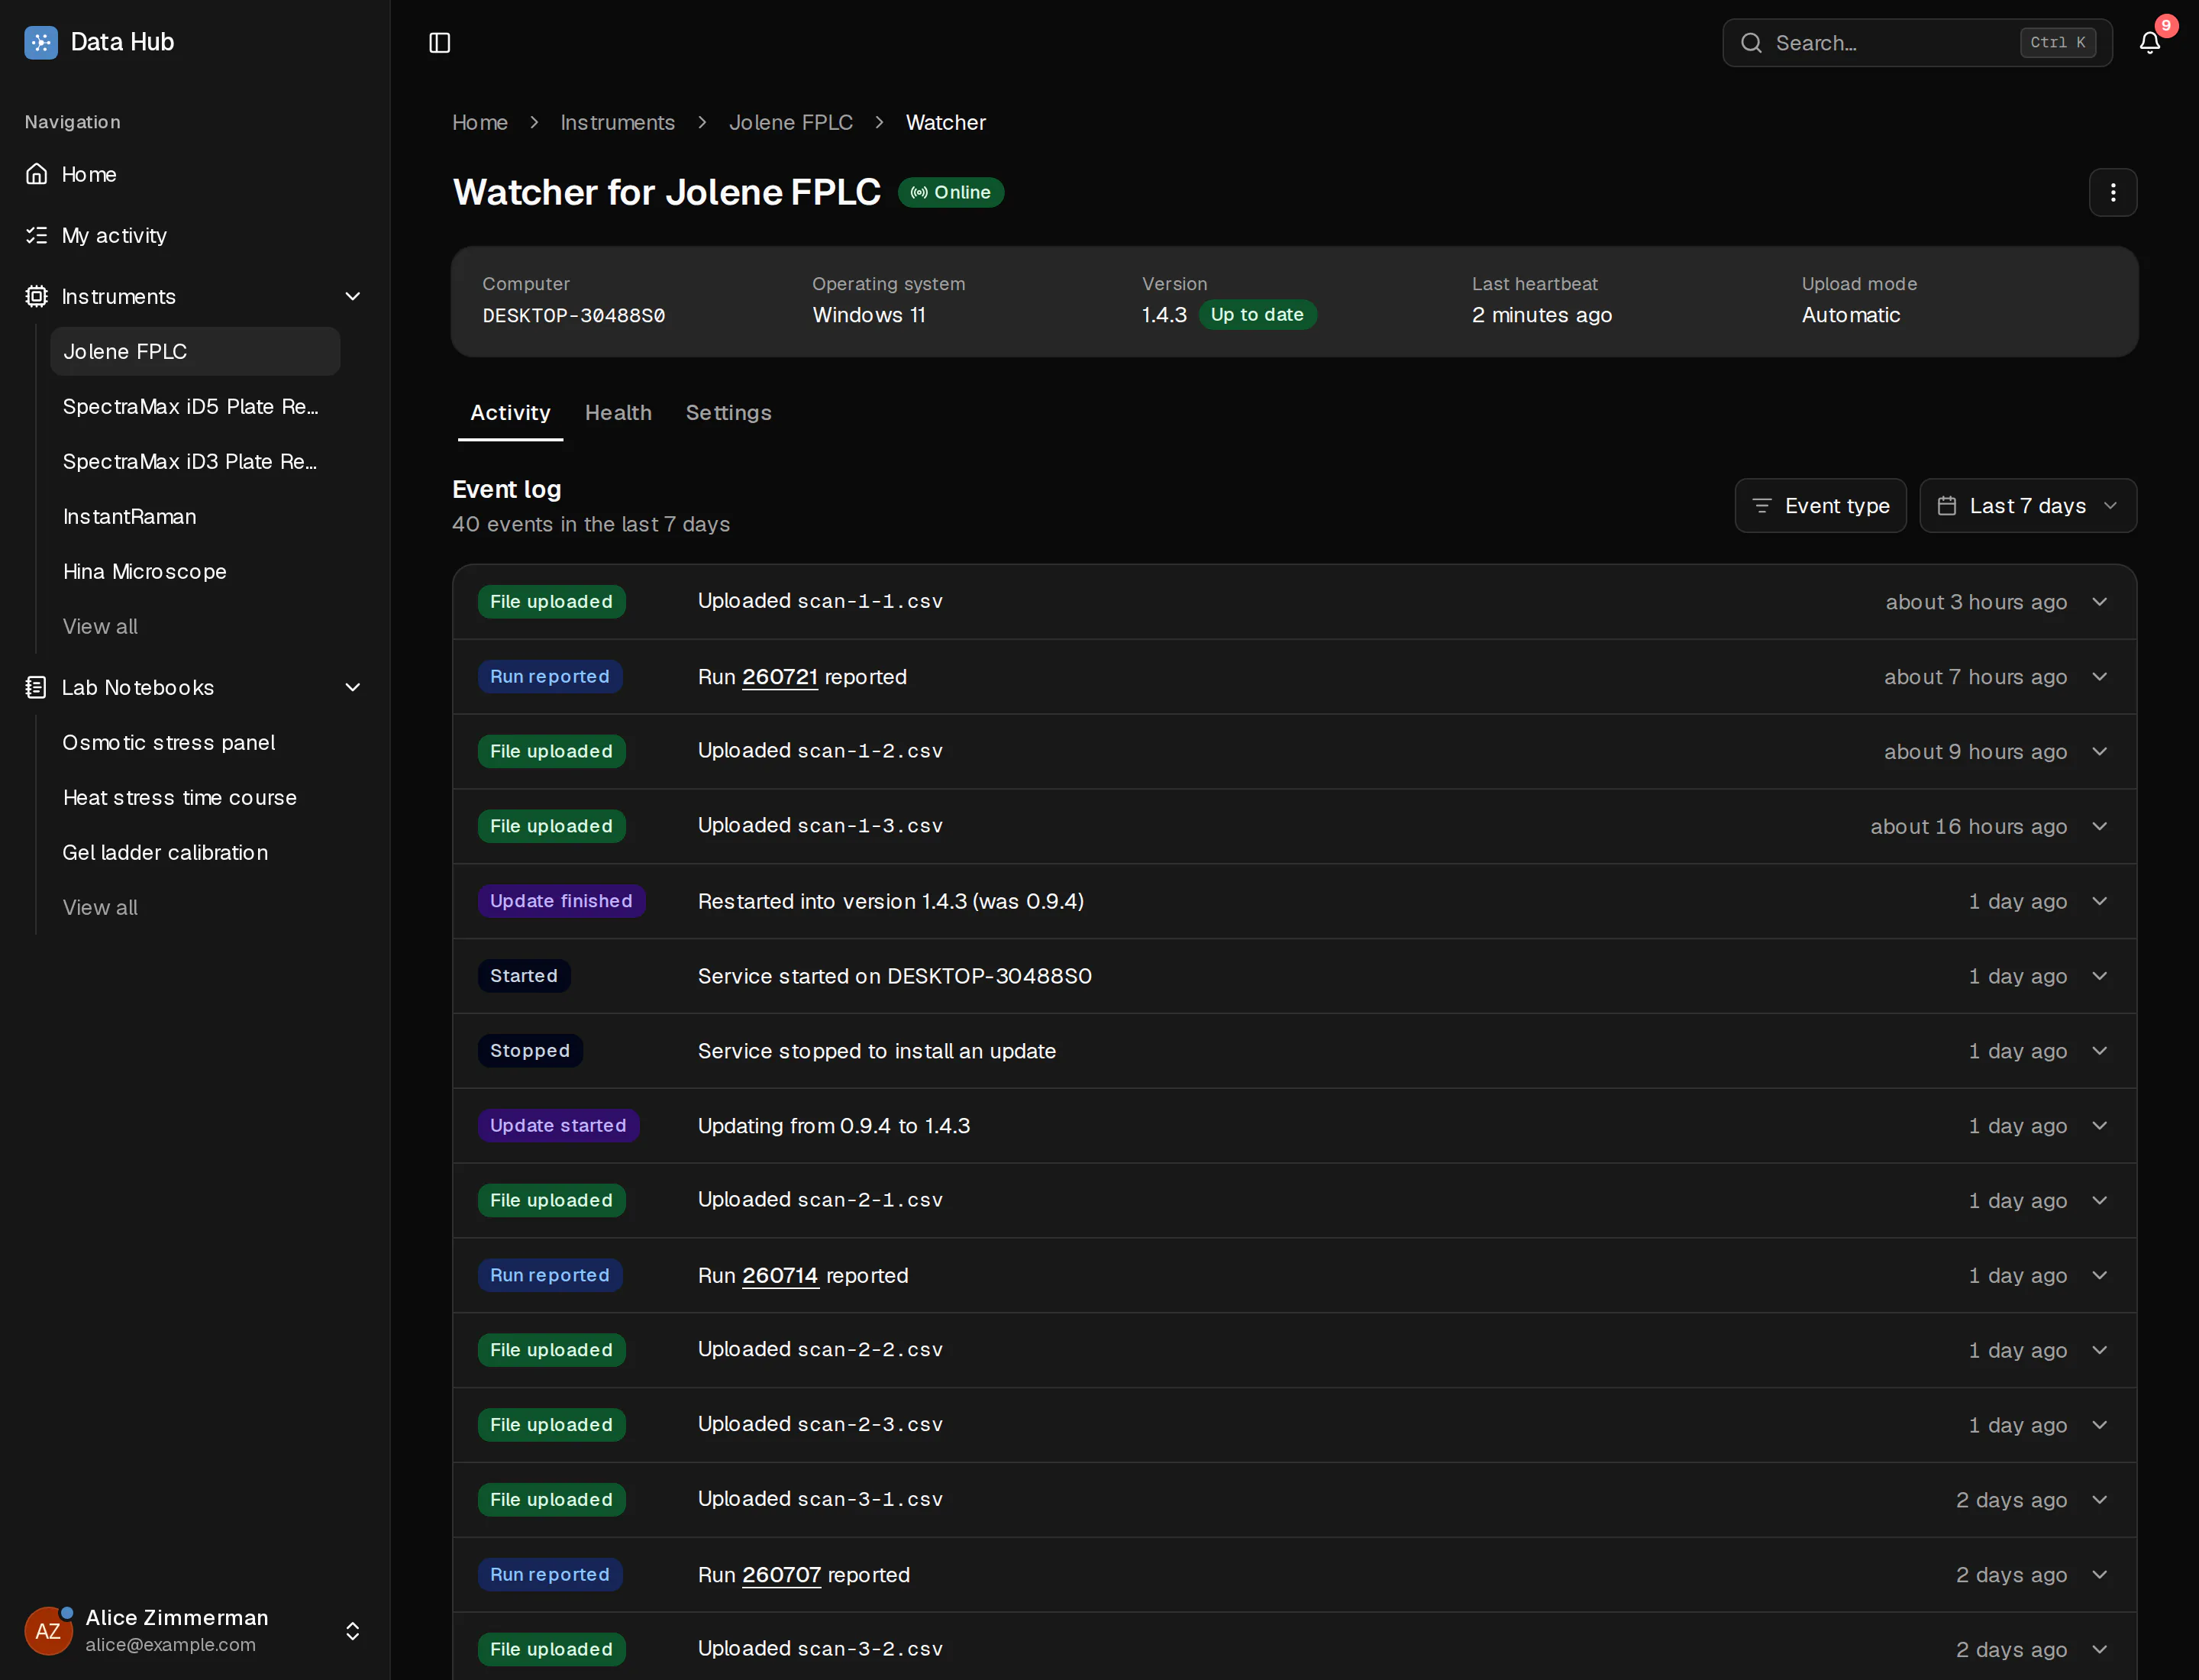 Data Hub
Search...
Ctrl K
9
Navigation
Home
My activity
Instruments
Jolene FPLC
SpectraMax iD5 Plate Re...
SpectraMax iD3 Plate Re...
InstantRaman
Hina Microscope
View all
Lab Notebooks
Osmotic stress panel
Heat stress time course
Gel ladder calibration
View all
AZ
Alice Zimmerman
alice@example.com
Home > Instruments > Jolene FPLC > Watcher
Watcher for Jolene FPLC Online
Computer
DESKTOP-30488S0
Operating system
Windows 11
Version
1.4.3 Up to date
Last heartbeat
2 minutes ago
Upload mode
Automatic
Activity Health Settings
Event log
40 events in the last 7 days
Event type
Last 7 days
File uploaded Uploaded scan-1-1.csv about 3 hours ago
Run reported Run 260721 reported about 7 hours ago
File uploaded Uploaded scan-1-2.csv about 9 hours ago
File uploaded Uploaded scan-1-3.csv about 16 hours ago
Update finished Restarted into version 1.4.3 (was 0.9.4) 1 day ago
Started Service started on DESKTOP-30488S0 1 day ago
Stopped Service stopped to install an update 1 day ago
Update started Updating from 0.9.4 to 1.4.3 1 day ago
File uploaded Uploaded scan-2-1.csv 1 day ago
Run reported Run 260714 reported 1 day ago
File uploaded Uploaded scan-2-2.csv 1 day ago
File uploaded Uploaded scan-2-3.csv 1 day ago
File uploaded Uploaded scan-3-1.csv 2 days ago
Run reported Run 260707 reported 2 days ago
File uploaded Uploaded scan-3-2.csv 2 days ago